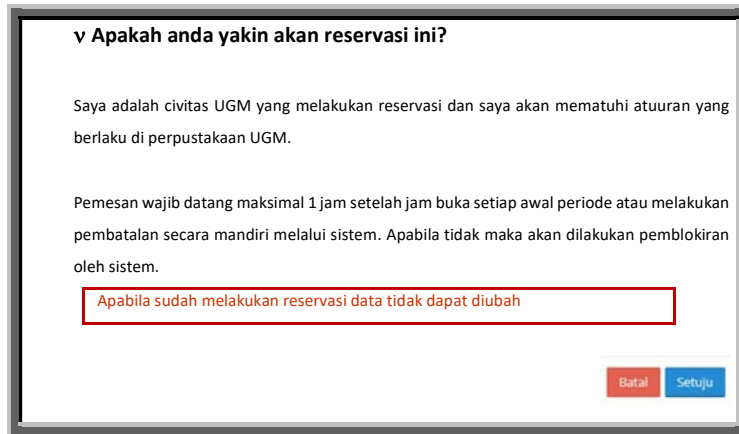 ν Apakah anda yakin akan reservasi ini?
Saya adalah civitas UGM yang melakukan reservasi dan saya akan mematuhi atuuran yang
berlaku di perpustakaan UGM.
Pemesan wajib datang maksimal 1 jam setelah jam buka setiap awal periode atau melakukan
pembatalan secara mandiri melalui sistem. Apabila tidak maka akan dilakukan pemblokiran
oleh sistem.
Apabila sudah melakukan reservasi data tidak dapat diubah
Batal Setuju